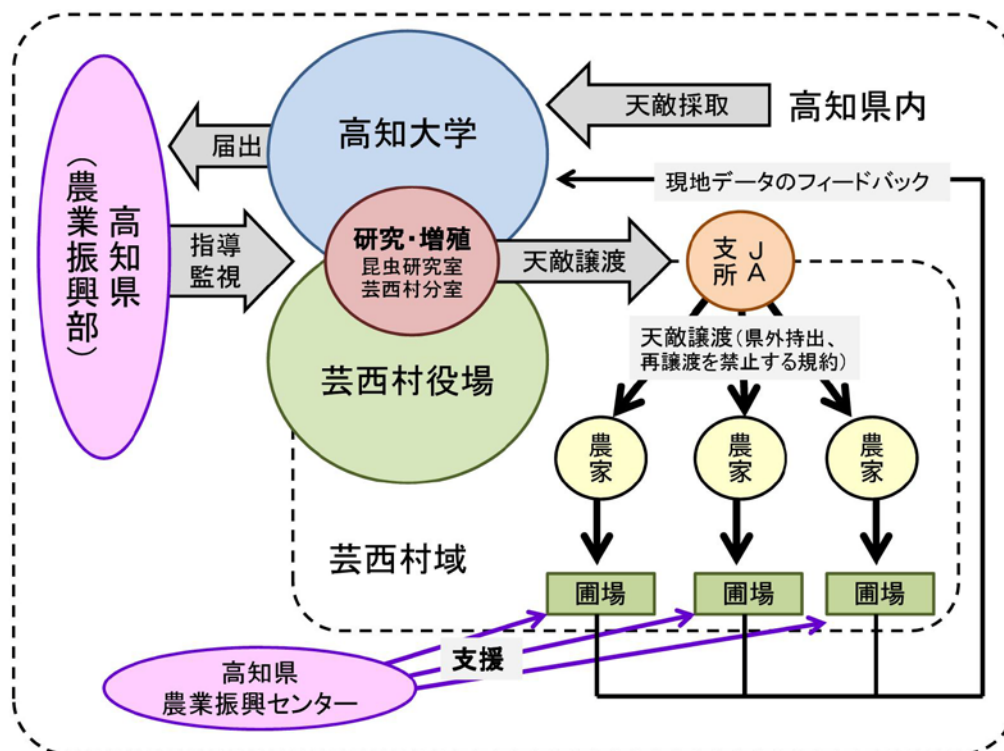 高知大学
天敵採取
高知県内
届出
現地データのフィードバック
高知県
(農業振興部)
指導
監視
研究・増殖
昆虫研究室
芸西村分室
天敵譲渡
JA
支所
天敵譲渡(県外持出、
再譲渡を禁止する規約)
芸西村役場
農家
農家
農家
芸西村域
圃場
圃場
圃場
支援
高知県
農業振興センター